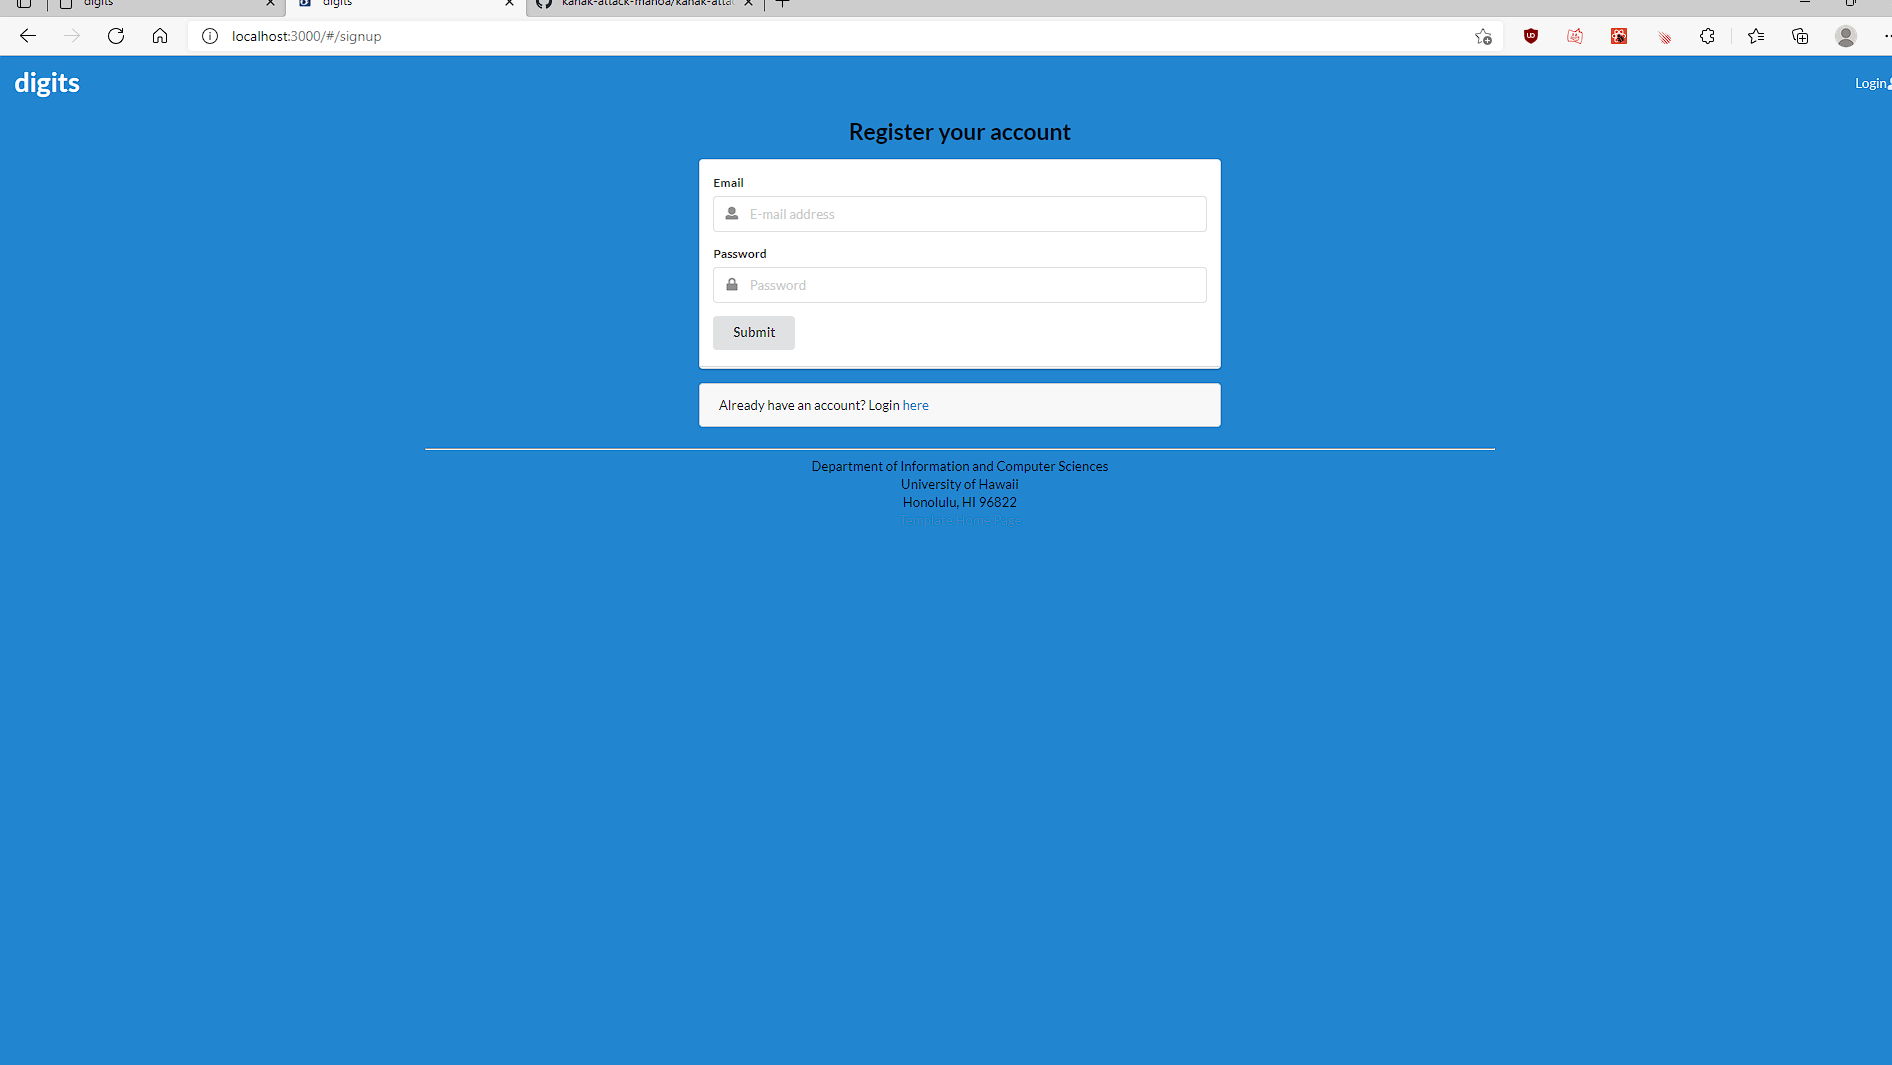 digits
digits
kanak-attack-manoa/kanak-atta
localhost:3000/#/signup
digits
Login
Register your account
Email
E-mail address
Password
Password
Submit
Already have an account? Login here
Department of Information and Computer Sciences
University of Hawaii
Honolulu, HI 96822
Template Home Page